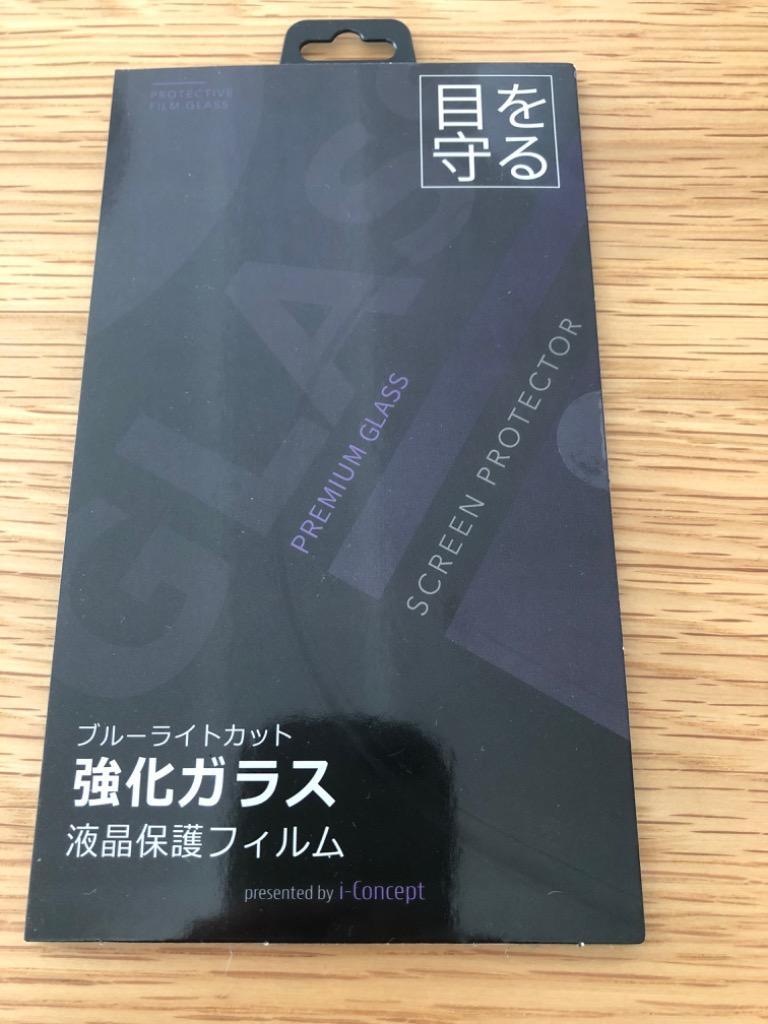 PROTECTIVE
FILM GLASS
目を
守る
GLASS
PREMIUM GLASS
SCREEN PROTECTOR
ブルーライトカット
強化ガラス
液晶保護フィルム
presented by i-Concept